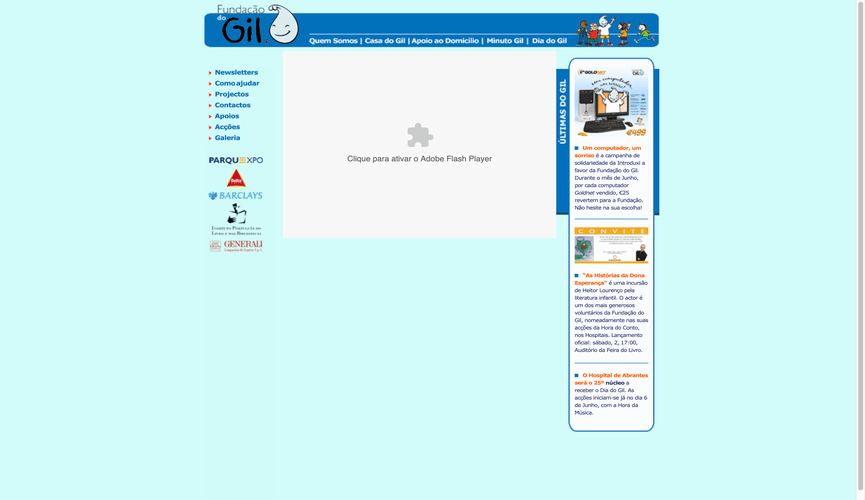 Fundação
do
Gil
Quem Somos | Casa do Gil | Apoio ao Domicílio | Minuto Gil | Dia do Gil
Newsletters
Como ajudar
Projectos
Contactos
Apoios
Acções
Galeria
PARQUE EXPO
Delta
BARCLAYS
GENERALI
Clique para ativar o Adobe Flash Player
ÚLTIMAS DO GIL
Um computador, um
sorriso é a campanha de
solidariedade da Introduxi a
favor da Fundação do Gil.
Durante o mês de Junho,
por cada computador
Goldnet vendido, €25
revertem para a Fundação.
Não hesite na sua escolha!
CONVITE
"As Histórias da Dona
Esperança" é uma incursão
de Heitor Lourenço pela
literatura infantil. O actor é
um dos mais generosos
voluntários da Fundação do
Gil, nomeadamente nas suas
acções da Hora do Conto,
nos Hospitais. Lançamento
oficial: sábado, 2, 17:00,
Auditório da Feira do Livro.
O Hospital de Abrantes
será o 25º núcleo a
receber o Dia do Gil. As
acções iniciam-se já no dia 6
de Junho, com a Hora da
Música.